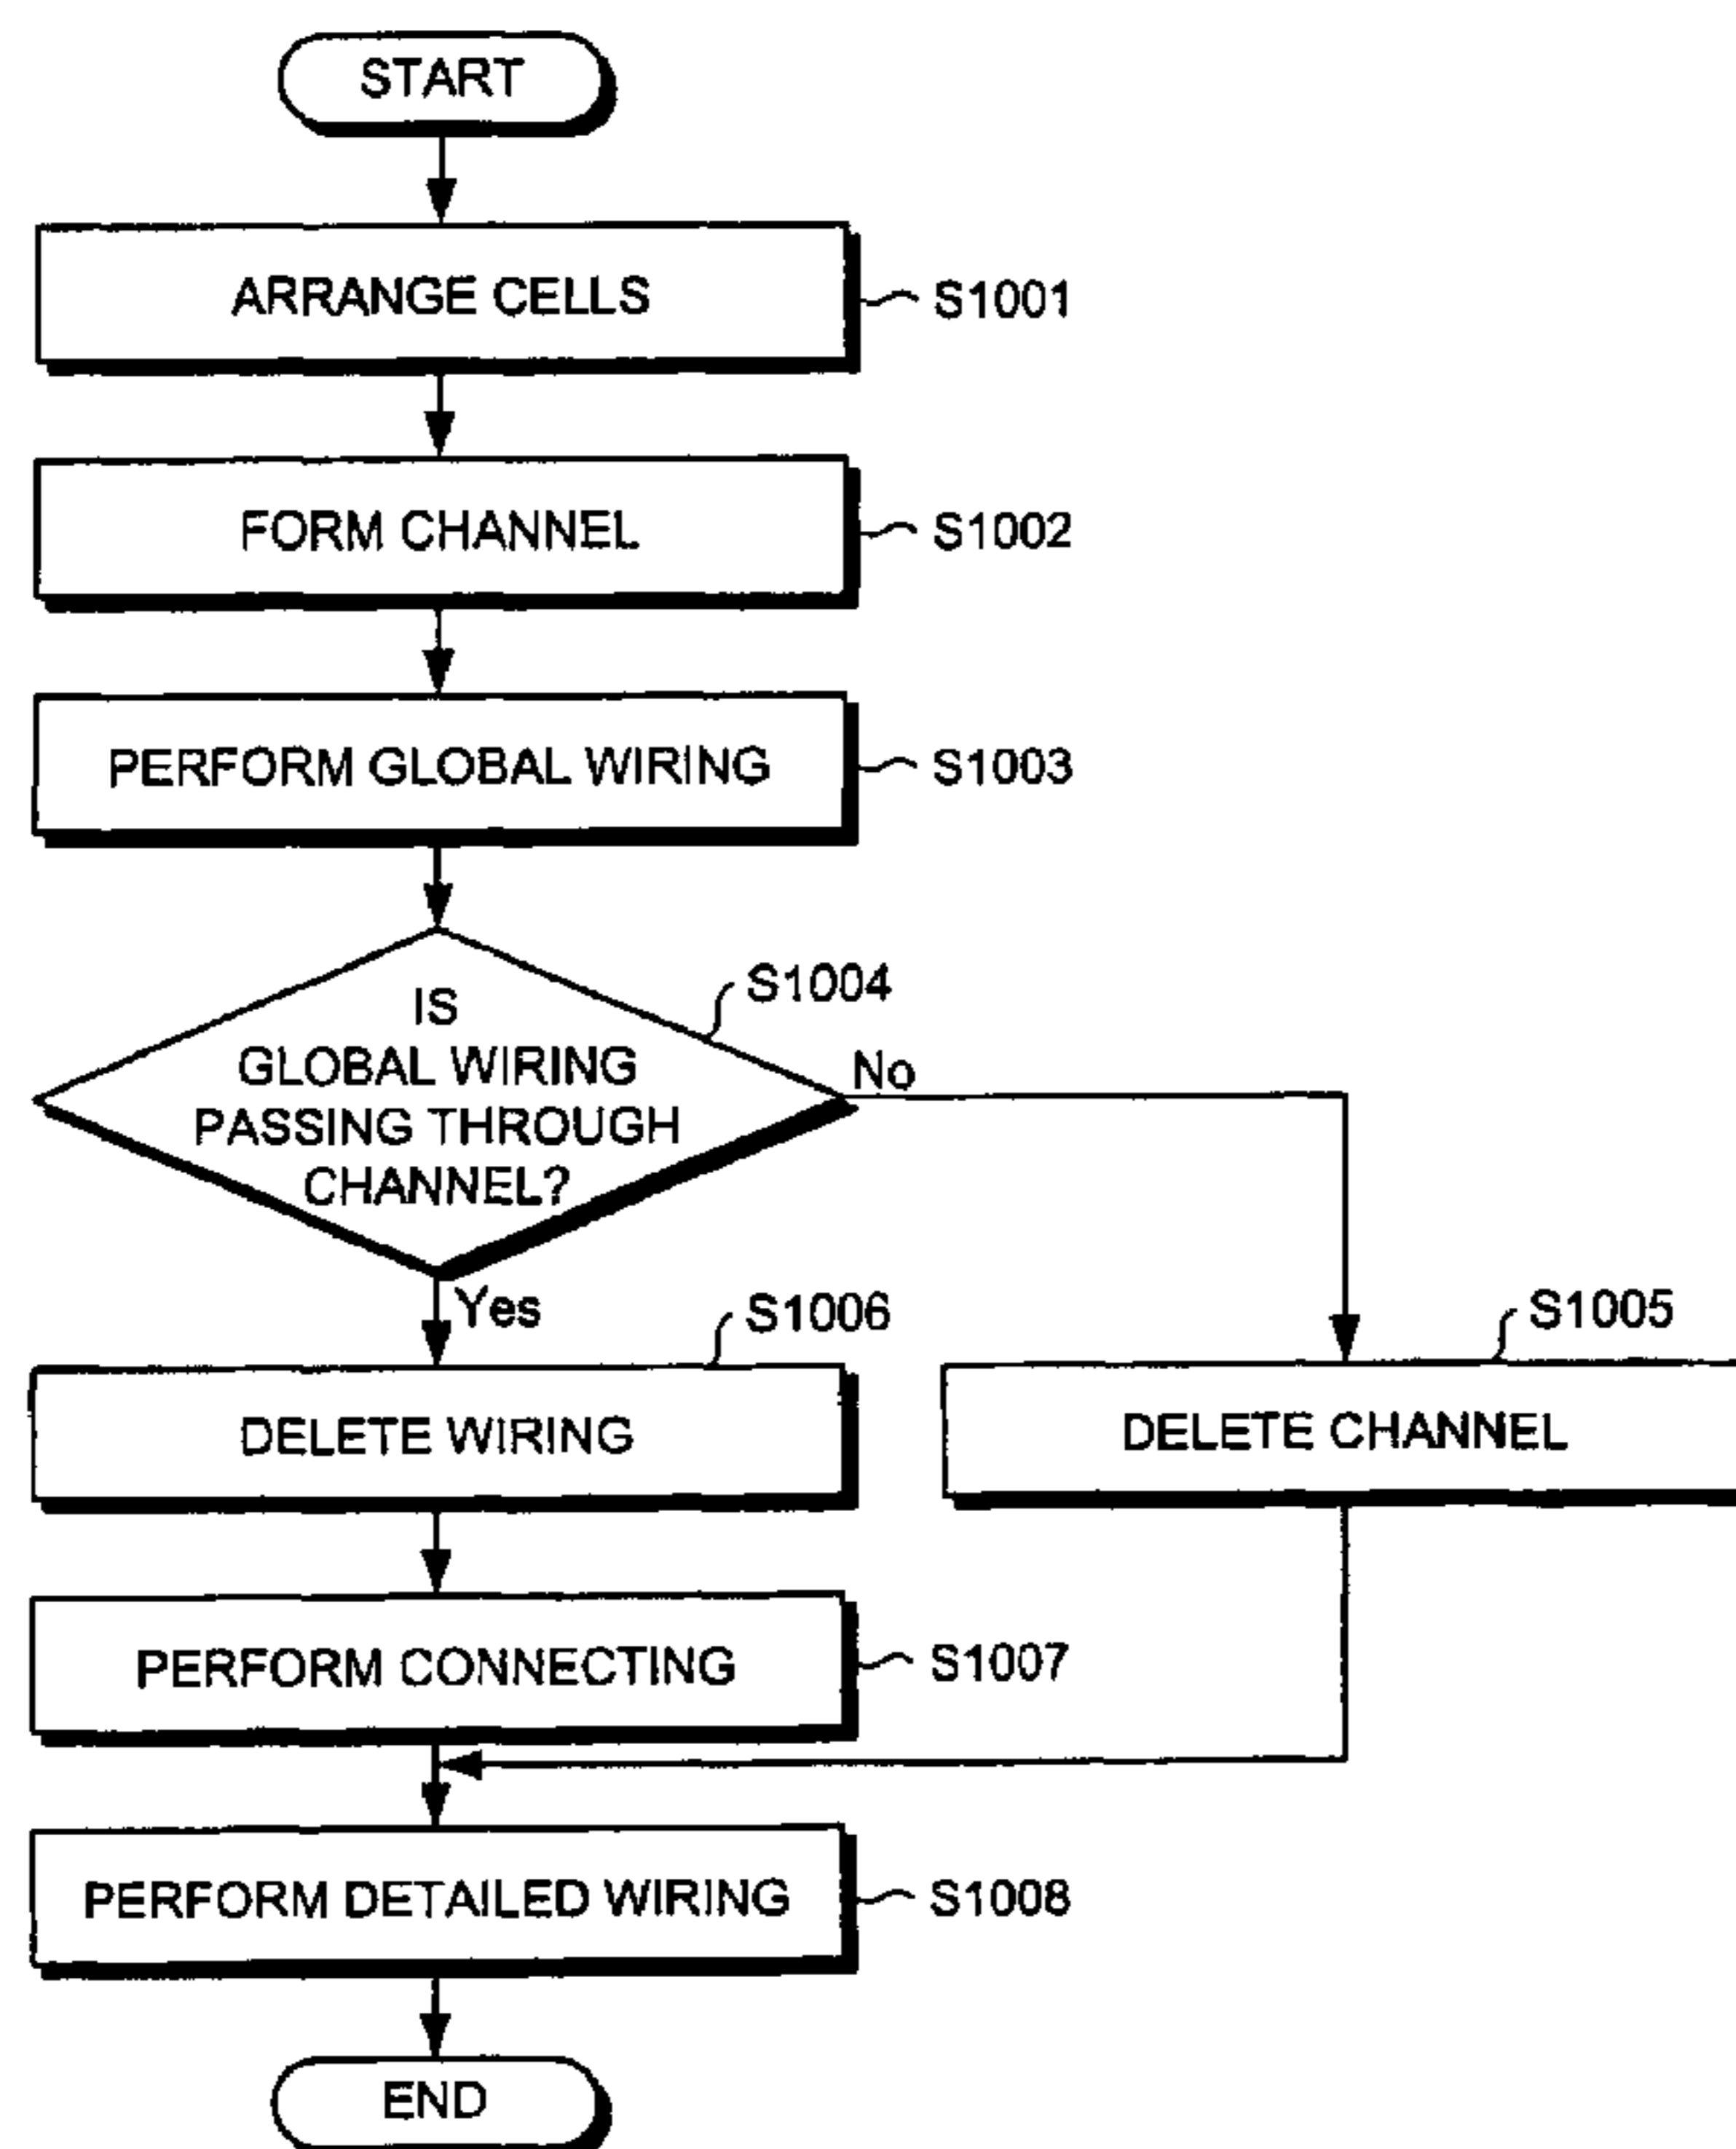 START
ARRANGE CELLS
S1001
FORM CHANNEL
S1002
PERFORM GLOBAL WIRING
S1003
IS
GLOBAL WIRING
PASSING THROUGH
CHANNEL?
S1004
No
Yes
S1006
DELETE WIRING
S1005
DELETE CHANNEL
PERFORM CONNECTING
S1007
PERFORM DETAILED WIRING
S1008
END